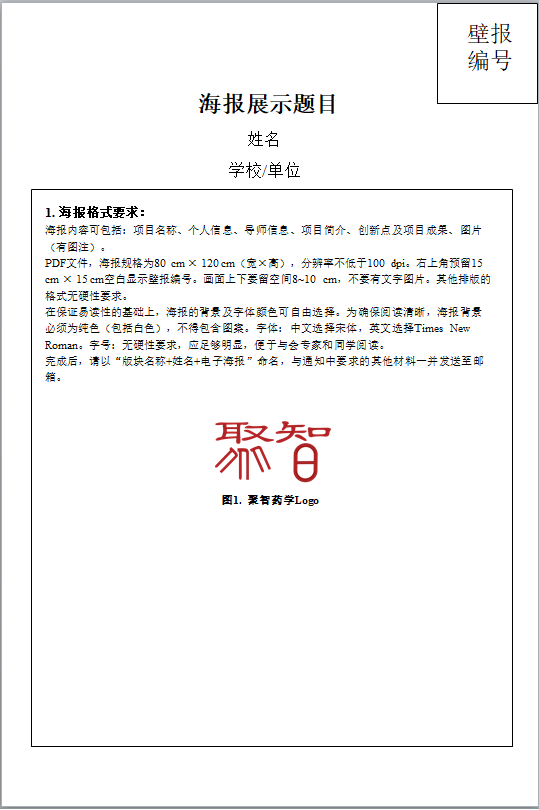 壁报
编号
海报展示题目
姓名
学校/单位
1. 海报格式要求：
海报内容可包括：项目名称、个人信息、导师信息、项目简介、创新点及项目成果、图片
（有图注）。
PDF文件，海报规格为80 cm × 120 cm（宽×高），分辨率不低于100 dpi。右上角预留15
cm × 15 cm空白显示壁报编号。画面上下要留空间8~10 cm，不要有文字图片。其他排版的
格式无硬性要求。
在保证易读性的基础上，海报的背景及字体颜色可自由选择。为确保阅读清晰，海报背景
必须为纯色（包括白色），不得包含图案。字体：中文选择宋体，英文选择Times New
Roman。字号：无硬性要求，应足够明显，便于与会专家和同学阅读。
完成后，请以“版块名称+姓名+电子海报”命名，与通知中要求的其他材料一并发送至邮
箱。
聚智
图1. 聚智药学Logo